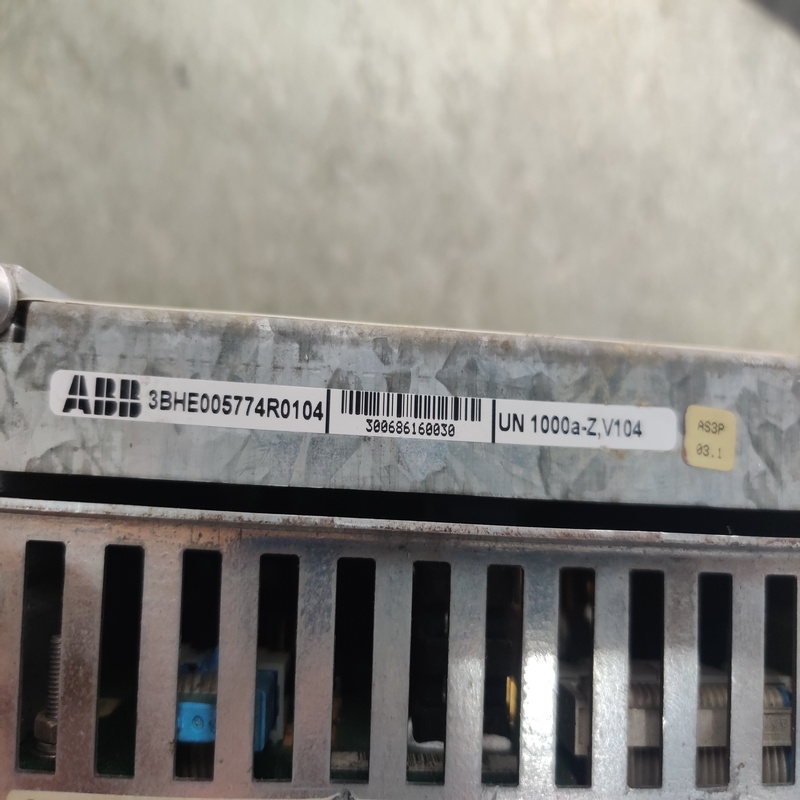 ABB 3BHE005774R0104
300686160030
UN 1000a-Z,V104
AS3P
03.1